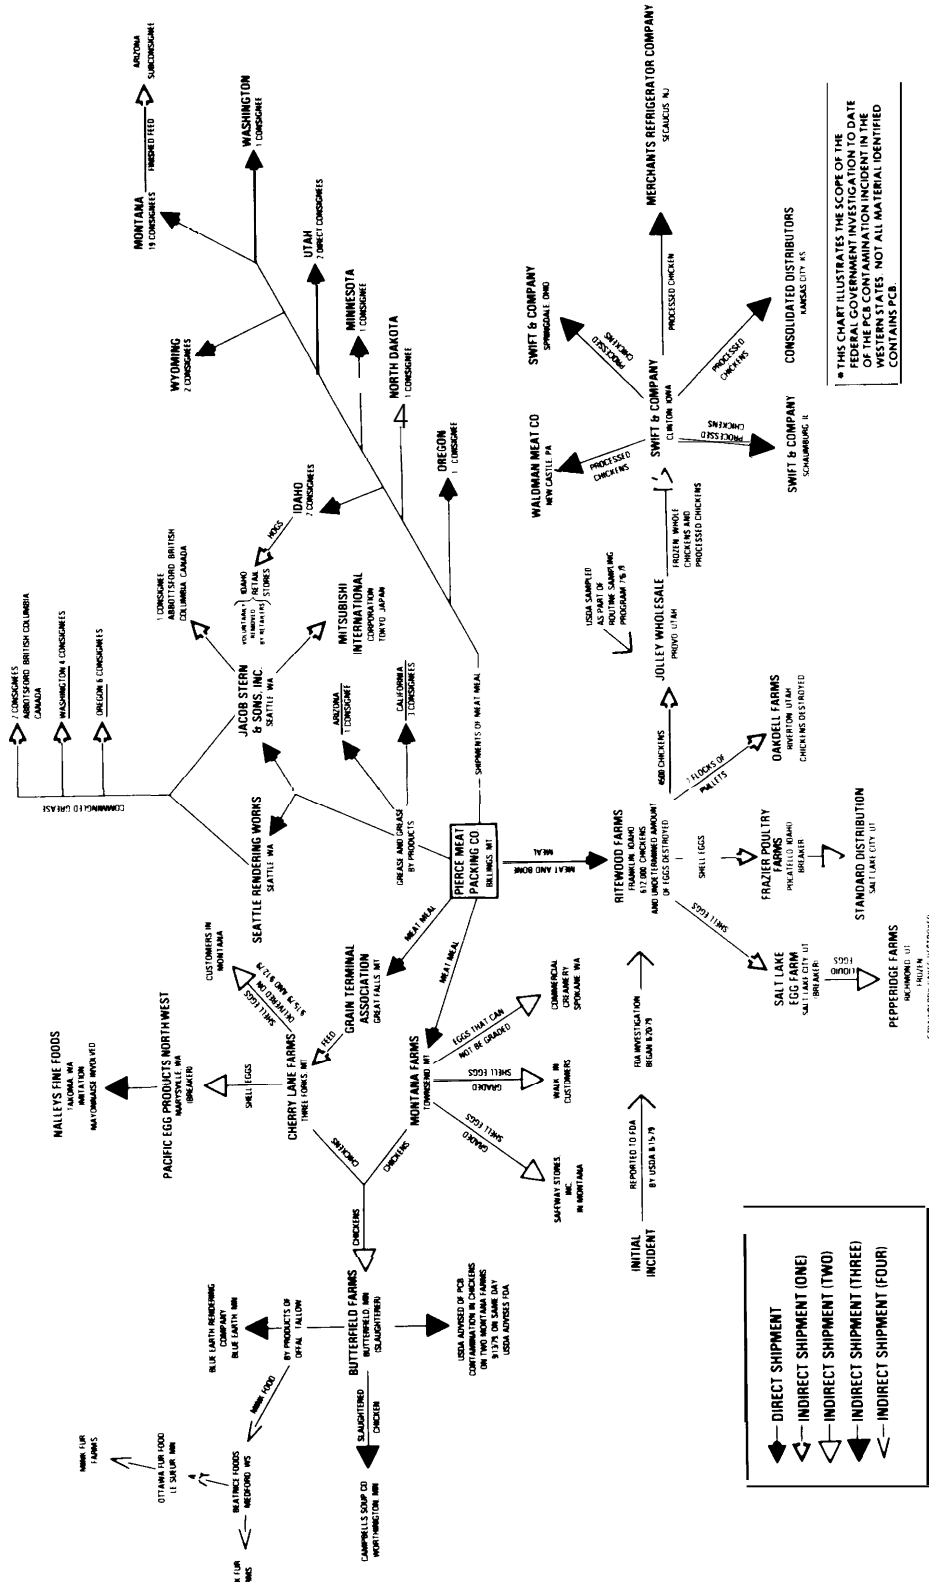 ARIZONA
SUBCONSIGNEE
FINISHED FEED
MONTANA
19 CONSIGNEES
WASHINGTON
1 CONSIGNEE
WYOMING
2 CONSIGNEES
UTAH
2 DIRECT CONSIGNEES
MINNESOTA
1 CONSIGNEE
NORTH DAKOTA
1 CONSIGNEE
OREGON
1 CONSIGNEE
IDAHO
2 CONSIGNEES
HOGS
IDAHO
RETAIL
STORES
VOLUNTARILY
REMOVED
BY RETAILERS
SHIPMENTS OF MEAT MEAL
2 CONSIGNEES
ABBOTSFORD BRITISH COLUMBIA
CANADA
WASHINGTON 4 CONSIGNEES
OREGON 6 CONSIGNEES
COMMINGLED GREASE
1 CONSIGNEE
ABBOTTSFORD BRITISH
COLUMBIA CANADA
JACOB STERN
& SONS, INC.
SEATTLE WA
MITSUBISHI
INTERNATIONAL
CORPORATION
TOKYO JAPAN
SEATTLE RENDERING WORKS
SEATTLE WA
ARIZONA
1 CONSIGNEE
CALIFORNIA
3 CONSIGNEES
GREASE AND GREASE
BY PRODUCTS
PIERCE MEAT
PACKING CO
BILLINGS, MT
MEAT MEAL
MEAT MEAL
MEAT AND BONE
MEAL
GRAIN TERMINAL
ASSOCIATION
GREAT FALLS MT
FEED
CHERRY LANE FARMS
THREE FORKS, MT
SHELL EGGS
DELIVERED ON
9 15 79 AND 9 12 79
CUSTOMERS IN
MONTANA
SHELL EGGS
PACIFIC EGG PRODUCTS NORTHWEST
MARYSVILLE, WA
(BREAKER)
NALLEYS FINE FOODS
TAKOMA, WA
IMITATION
MAYONNAISE INVOLVED
MONTANA FARMS
TOWNSEND, MT
EGGS THAT CAN
NOT BE GRADED
COMMERCIAL
CREAMERY
SPOKANE, WA
GRADED
SHELL EGGS
WALK IN
CUSTOMERS
GRADED
SHELL EGGS
SAFEWAY STORES,
INC.
IN MONTANA
CHICKENS
CHICKENS
CHICKENS
BUTTERFIELD FARMS
BUTTERFIELD, MN
(SLAUGHTERER)
BY PRODUCTS OF
OFFAL TALLOW
BLUE EARTH RENDERING
COMPANY
BLUE EARTH MN
MINK FOOD
BEATRICE FOODS
MEDFORD WS
OTTAWA FUR FOOD
LE SUEUR MN
MINK FUR
FARMS
SLAUGHTERED
CHICKEN
CAMPBELLS SOUP CO
WORTHINGTON MN
USDA ADVISED OF PCB
CONTAMINATION IN CHICKENS
ON TWO MONTANA FARMS
9/13/79 ON SAME DAY
USDA ADVISES FDA
INITIAL
INCIDENT
REPORTED TO FDA
BY USDA 8-15-79
FDA INVESTIGATION
BEGAN 8-20-79
RITEWOOD FARMS
FRANKLIN, IDAHO
612,000 CHICKENS
AND UNDETERMINED AMOUNT
OF EGGS DESTROYED
4500 CHICKENS
JOLLEY WHOLESALE
PROVO UTAH
USDA SAMPLED
AS PART OF
ROUTINE SAMPLING
PROGRAM 7/6/79
FROZEN WHOLE
CHICKENS AND
PROCESSED CHICKENS
SWIFT & COMPANY
CLINTON IOWA
PROCESSED
CHICKENS
WALDMAN MEAT CO
NEW CASTLE, PA
PROCESSED
CHICKENS
SWIFT & COMPANY
SPRINGDALE, OHIO
PROCESSED CHICKEN
MERCHANTS REFRIGERATOR COMPANY
SECAUCUS NJ
PROCESSED
CHICKENS
CONSOLIDATED DISTRIBUTORS
KANSAS CITY KS
PROCESSED
CHICKENS
SWIFT & COMPANY
SCHAUMBURG IL
FLOCKS OF
PULLETS
OAKDELL FARMS
RIVERTON UTAH
CHICKENS DESTROYED
SHELL EGGS
FRAZIER POULTRY
FARMS
POCATELLO IDAHO
BREAKER
STANDARD DISTRIBUTION
SALT LAKE CITY UT
SHELL EGGS
SALT LAKE
EGG FARM
SALT LAKE CITY UT
(BREAKER)
LIQUID
EGGS
PEPPERIDGE FARMS
RICHMOND, UT
FROZEN
* THIS CHART ILLUSTRATES THE SCOPE OF THE
FEDERAL GOVERNMENT INVESTIGATION TO DATE
OF THE PCB CONTAMINATION INCIDENT IN THE
WESTERN STATES. NOT ALL MATERIAL IDENTIFIED
CONTAINS PCB.
DIRECT SHIPMENT
INDIRECT SHIPMENT (ONE)
INDIRECT SHIPMENT (TWO)
INDIRECT SHIPMENT (THREE)
INDIRECT SHIPMENT (FOUR)